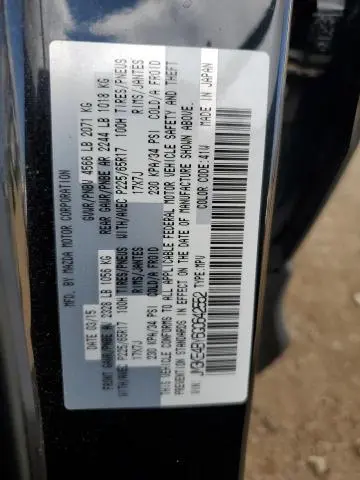 MFD. BY MAZDA MOTOR CORPORATION
DATE: 03/15 GWVR/PNBV 4566 LB 2071 KG
FRONT GAWR/PNBE AV 2328 LB 1056 KG REAR GAWR/PNBE AR 2244 LB 1018 KG
WITH/AVEC P225/65R17 100H TIRES/PNEUS WITH/AVEC P225/65R17 100H TIRES/PNEUS
17X7J RIMS/JANTES 17X7J RIMS/JANTES
230 KPA/34 PSI COLD/A FROID 230 KPA/34 PSI COLD/A FROID
THIS VEHICLE CONFORMS TO ALL APPLICABLE FEDERAL MOTOR VEHICLE SAFETY AND THEFT
PREVENTION STANDARDS IN EFFECT ON THE DATE OF MANUFACTURE SHOWN ABOVE.
VIN: TYPE:MPV COLOR CODE:41W MADE IN JAPAN